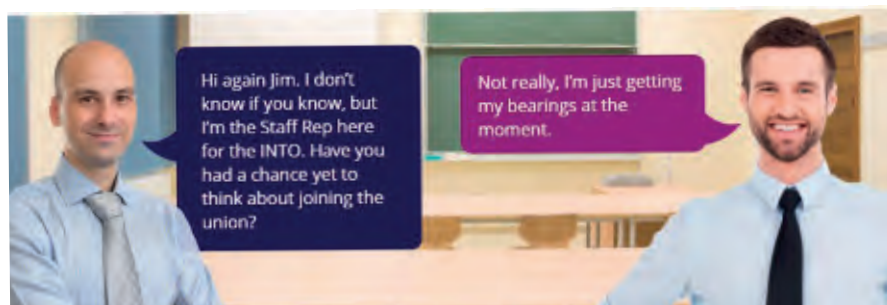 Hi again Jim. I don't
know if you know, but
I'm the Staff Rep here
for the INTO. Have you
had a chance yet to
think about joining the
union?
Not really, I'm just getting
my bearings at the
moment.